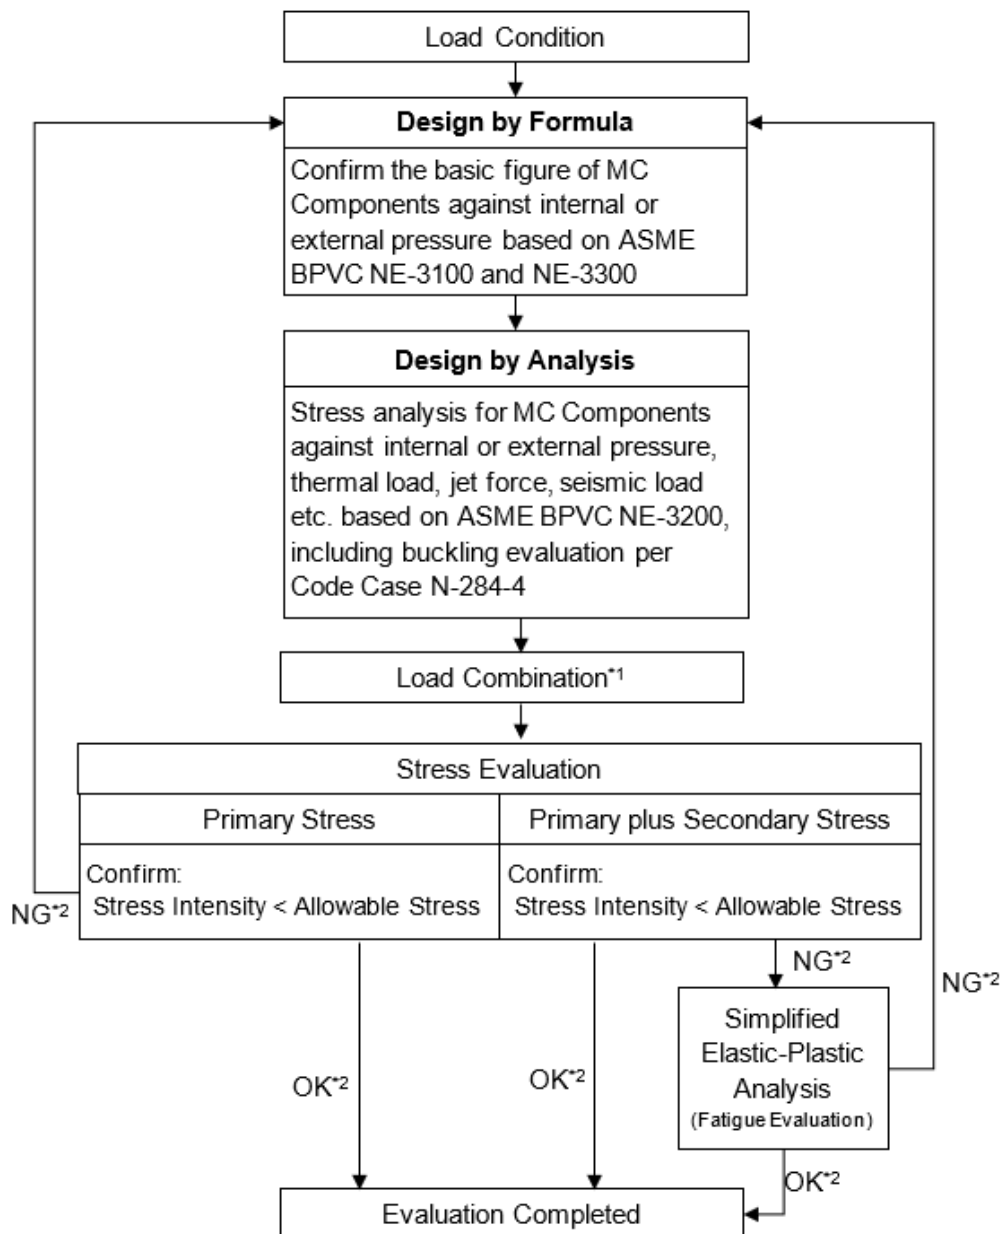 Load Condition
Design by Formula
Confirm the basic figure of MC
Components against internal or
external pressure based on ASME
BPVC NE-3100 and NE-3300
Design by Analysis
Stress analysis for MC Components
against internal or external pressure,
thermal load, jet force, seismic load
etc. based on ASME BPVC NE-3200,
including buckling evaluation per
Code Case N-284-4
Load Combination*1
Stress Evaluation
Primary Stress
Primary plus Secondary Stress
Confirm:
Stress Intensity < Allowable Stress
Confirm:
Stress Intensity < Allowable Stress
NG*2
NG*2
NG*2
Simplified
Elastic-Plastic
Analysis
(Fatigue Evaluation)
OK*2
OK*2
OK*2
Evaluation Completed